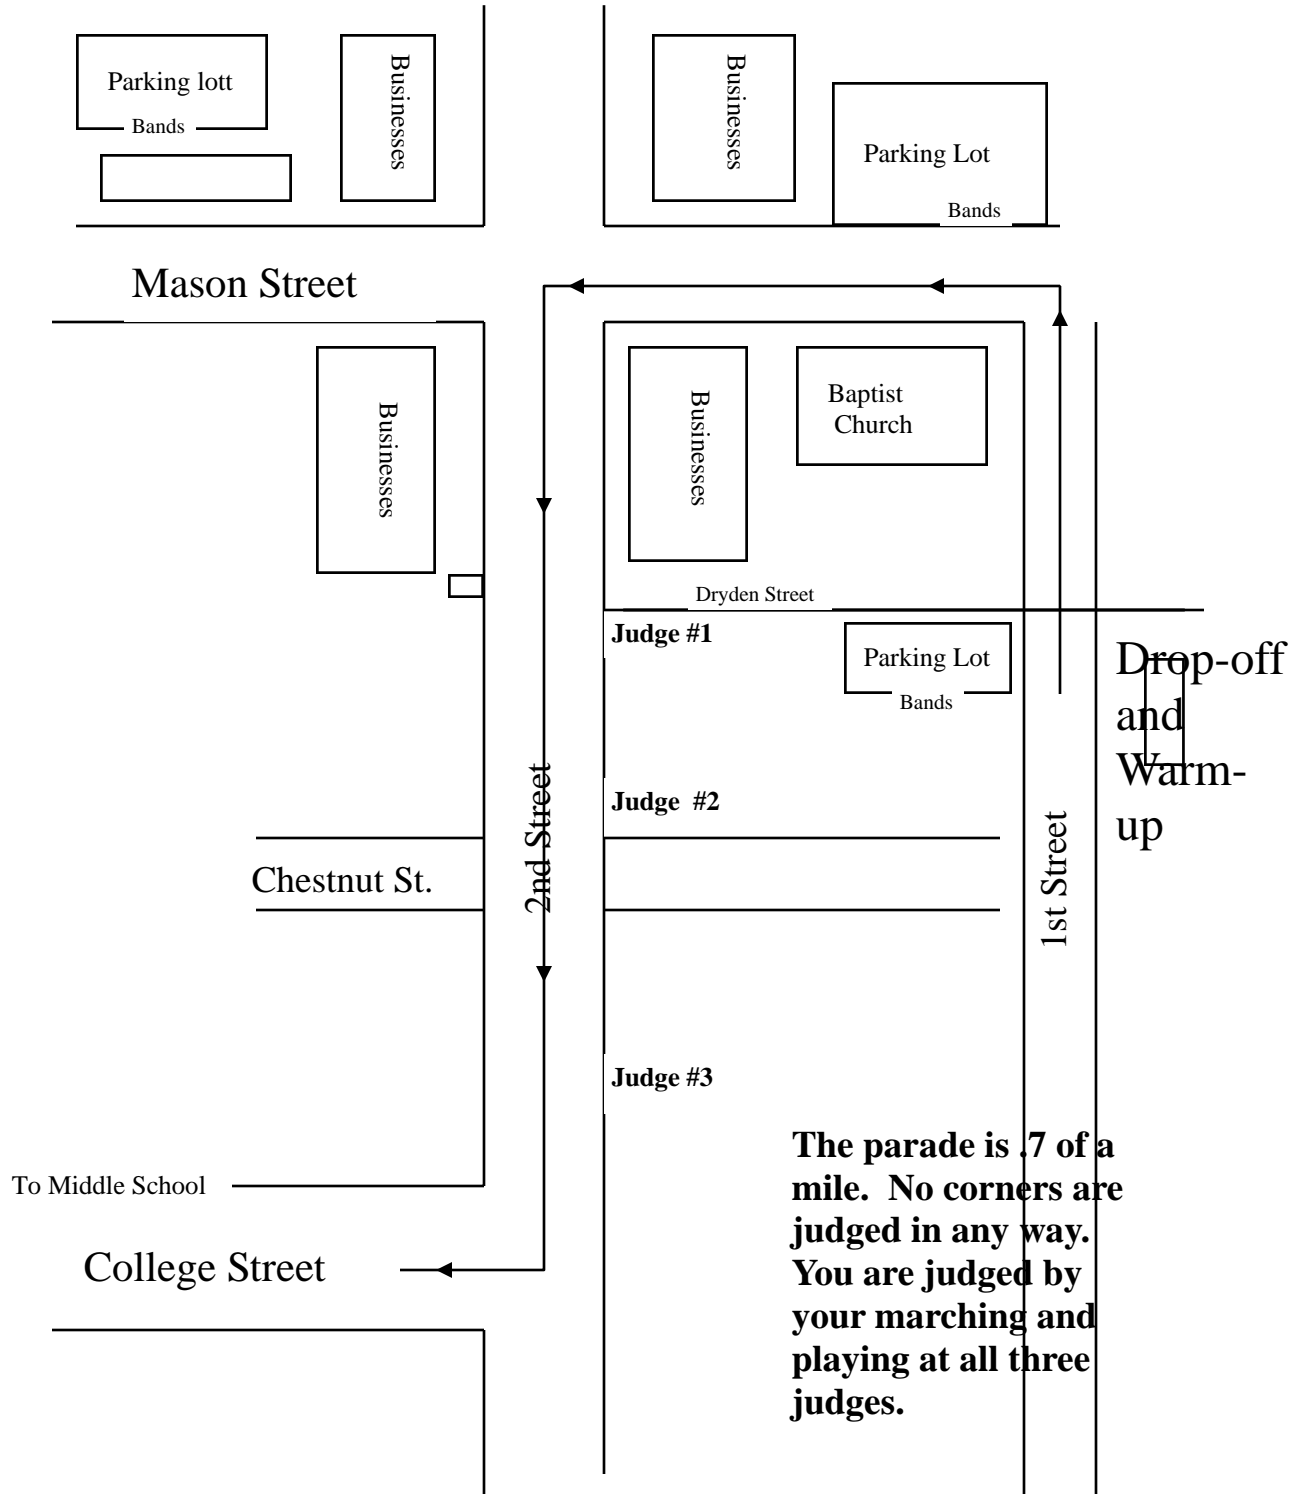 Parking lott
Bands
Businesses
Businesses
Parking Lot
Bands
Mason Street
Businesses
Businesses
Baptist
Church
Dryden Street
Judge #1
Parking Lot
Bands
Drop-off
and
Warm-
up
Judge  #2
2nd Street
1st Street
Chestnut St.
Judge #3
The parade is .7 of a
mile.  No corners are
judged in any way.
You are judged by
your marching and
playing at all three
judges.
To Middle School
College Street